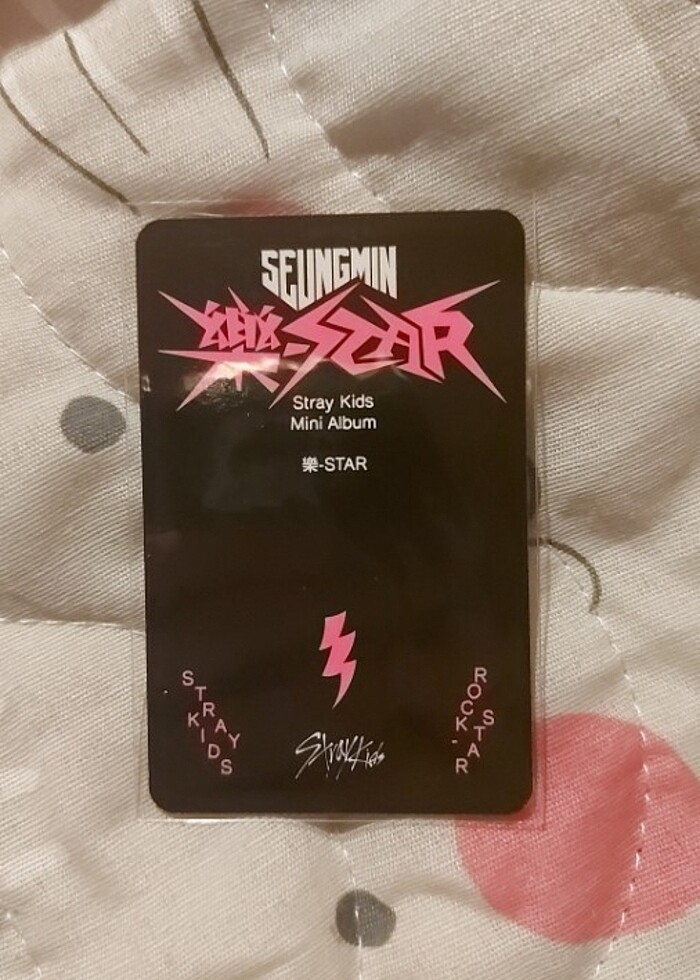 SEUNGMIN
樂-STAR
Stray Kids
Mini Album
樂-STAR
STRAY
KIDS
Stray Kids
ROCK-
STAR